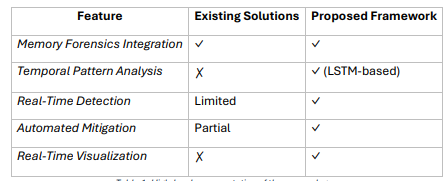 Feature Existing Solutions Proposed Framework
Memory Forensics Integration ✓ ✓
Temporal Pattern Analysis ✗ ✓ (LSTM-based)
Real-Time Detection Limited ✓
Automated Mitigation Partial ✓
Real-Time Visualization ✗ ✓